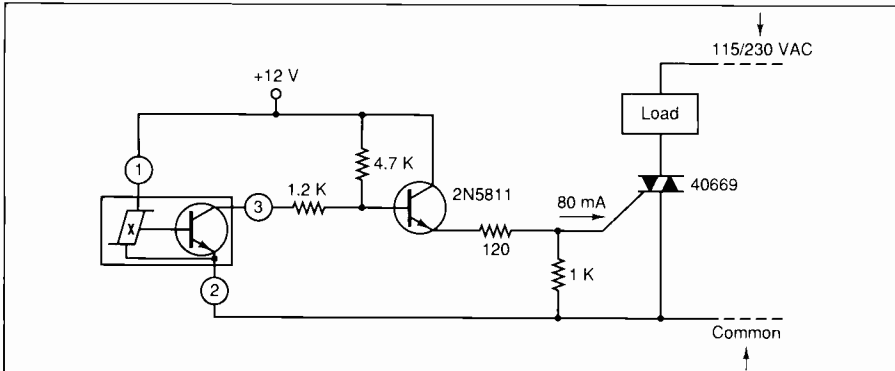 115/230 VAC
+12 V
Load
1
4.7 K
2N5811
3
1.2 K
80 mA
40669
X
120
1 K
2
Common